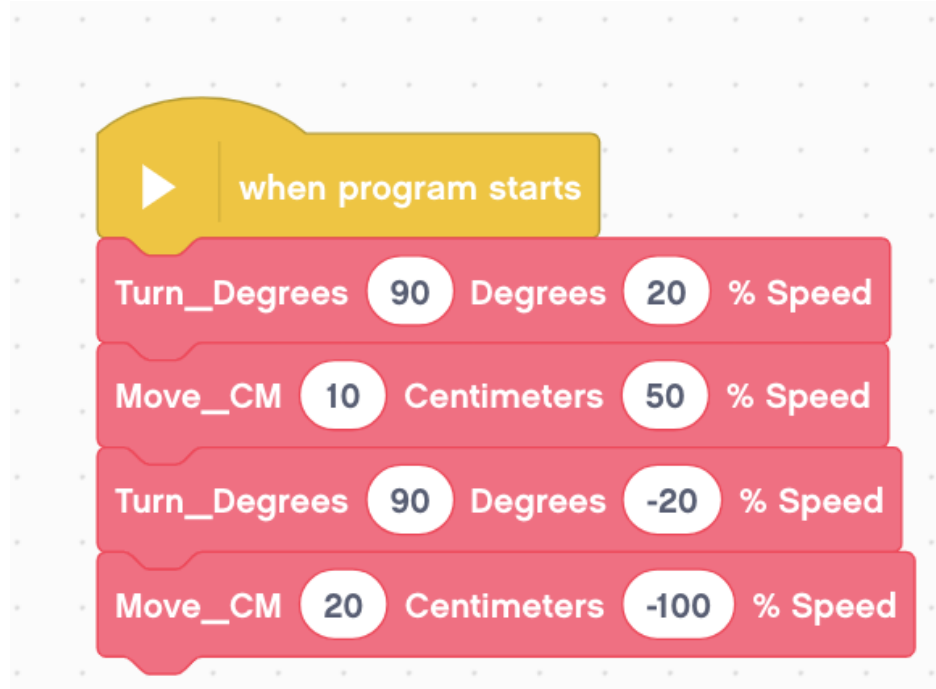 when program starts
Turn__Degrees 90 Degrees 20 % Speed
Move__CM 10 Centimeters 50 % Speed
Turn__Degrees 90 Degrees -20 % Speed
Move__CM 20 Centimeters -100 % Speed